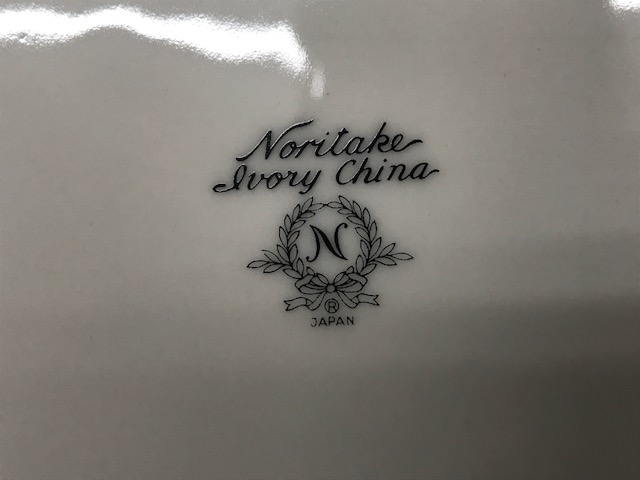 Noritake
Ivory China
N
®
JAPAN